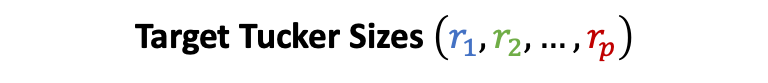 Target Tucker Sizes (r₁, r₂, ..., rₚ)